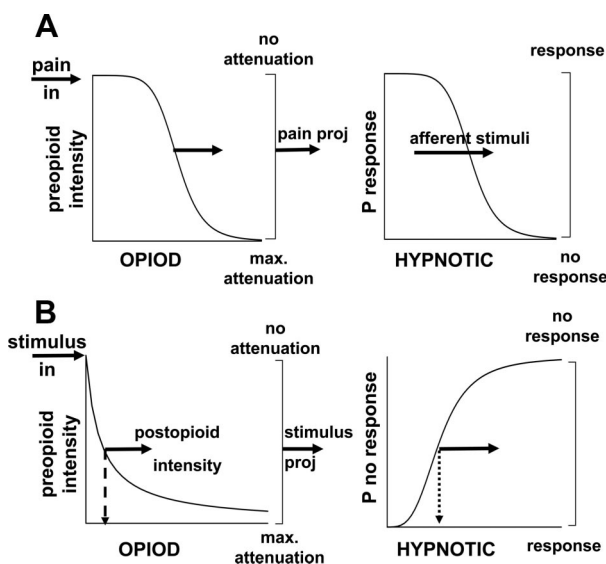 A
pain
in
preopioid
intensity
OPIOD
no
attenuation
pain proj
max.
attenuation
P response
afferent stimuli
HYPNOTIC
response
no
response
B
stimulus
in
preopioid
intensity
postopioid
intensity
OPIOD
no
attenuation
stimulus
proj
max.
attenuation
P no response
HYPNOTIC
no
response
response